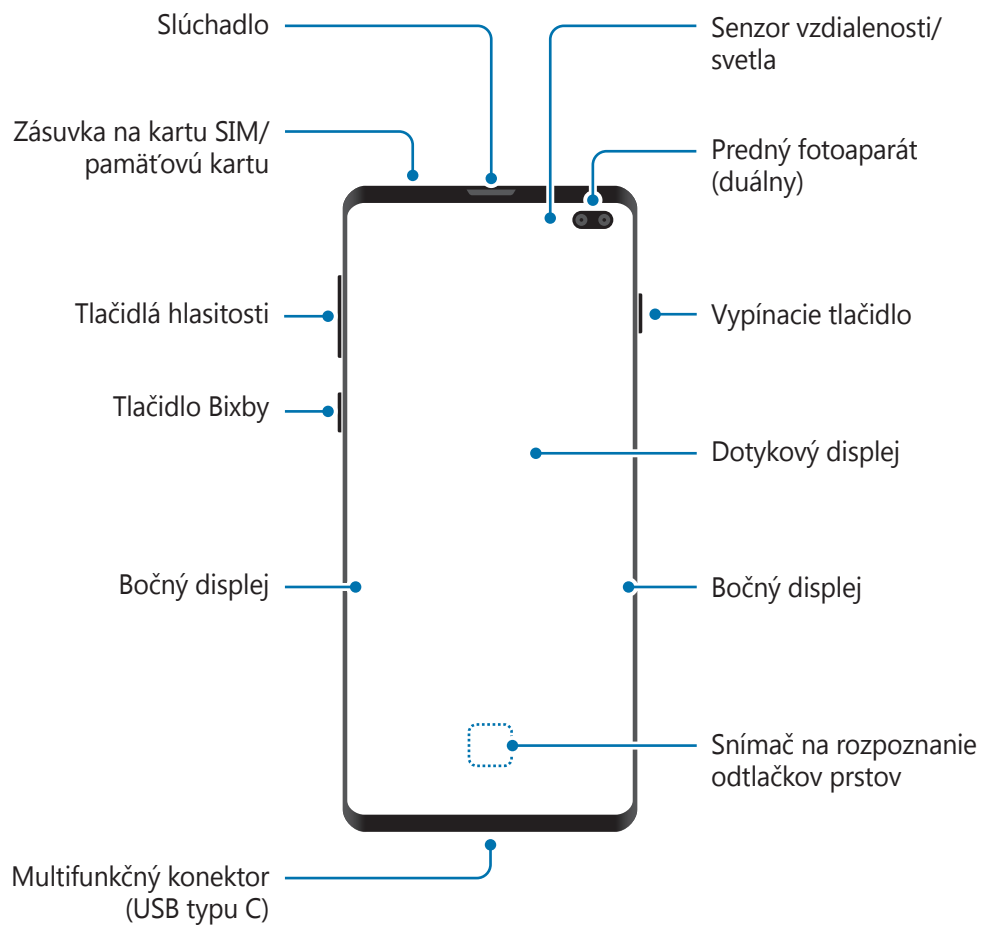 Slúchadlo
Zásuvka na kartu SIM/
pamäťovú kartu
Tlačidlá hlasitosti
Tlačidlo Bixby
Bočný displej
Multifunkčný konektor
(USB typu C)
Senzor vzdialenosti/
svetla
Predný fotoaparát
(duálny)
Vypínacie tlačidlo
Dotykový displej
Bočný displej
Snímač na rozpoznanie
odtlačkov prstov